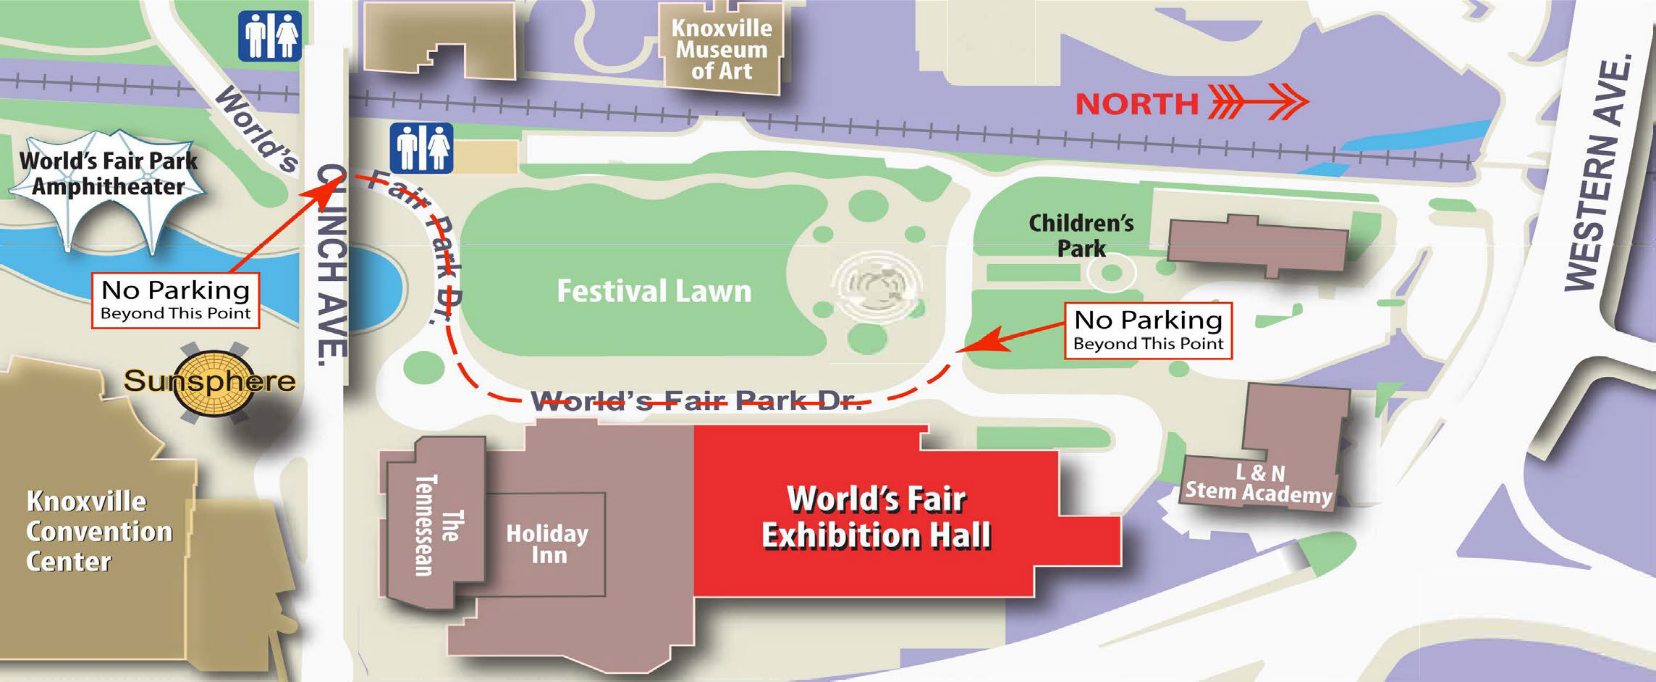 Knoxville
Museum
of Art
NORTH
WESTERN AVE.
World's
Fair Park Dr.
World's Fair Park
Amphitheater
CLINCH AVE.
No Parking
Beyond This Point
Sunsphere
Festival Lawn
Children's
Park
No Parking
Beyond This Point
World's Fair Park Dr.
Knoxville
Convention
Center
The
Tennessean
Holiday
Inn
World's Fair
Exhibition Hall
L & N
Stem Academy